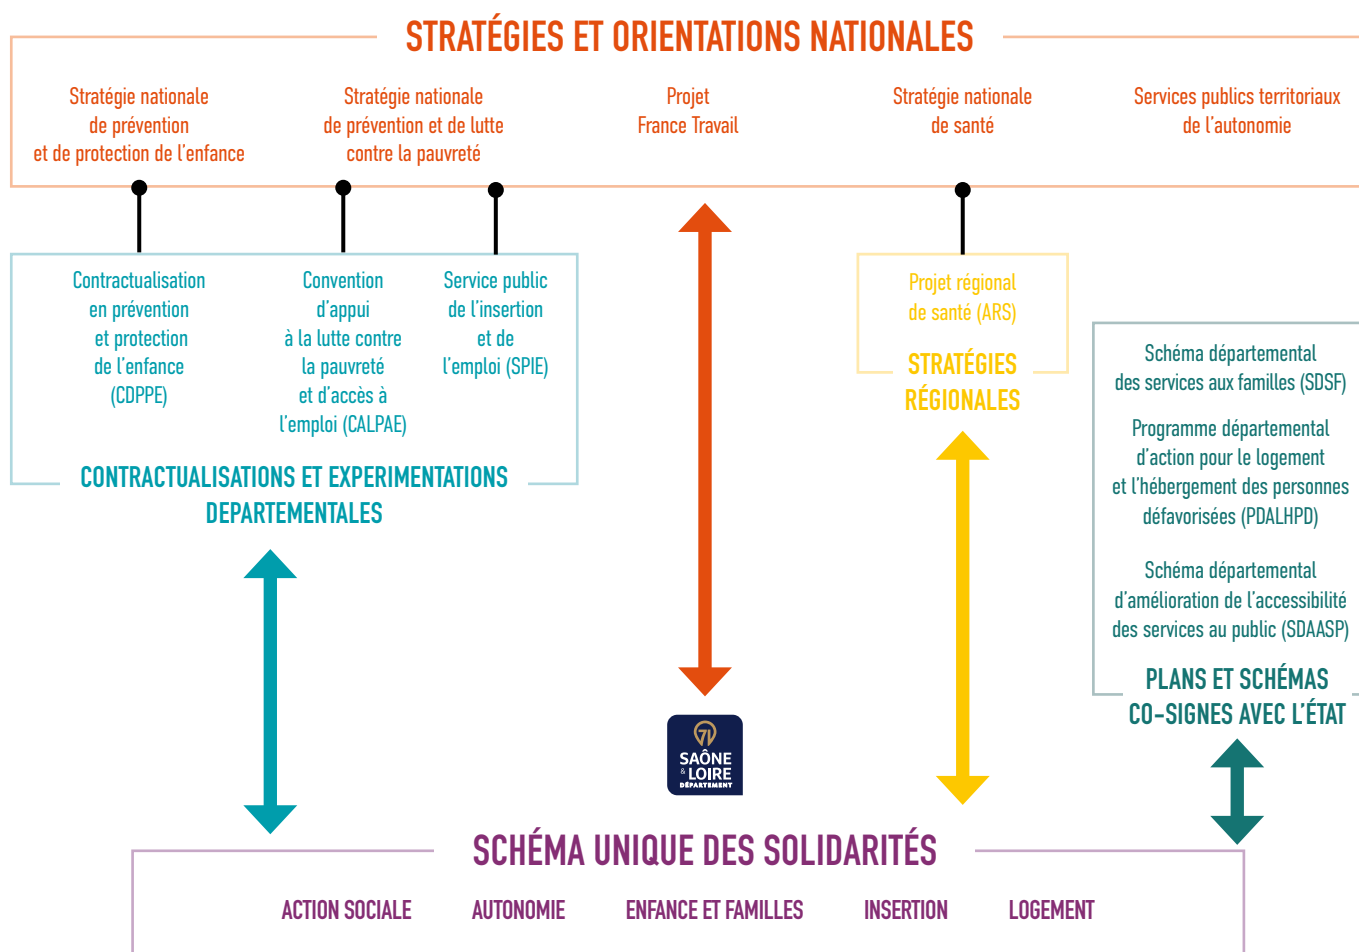 STRATÉGIES ET ORIENTATIONS NATIONALES
Stratégie nationale
de prévention
et de protection de l'enfance
Stratégie nationale
de prévention et de lutte
contre la pauvreté
Projet
France Travail
Stratégie nationale
de santé
Services publics territoriaux
de l'autonomie
Contractualisation
en prévention
et protection
de l'enfance
(CDPPE)
Convention
d'appui
à la lutte contre
la pauvreté
et d'accès à
l'emploi (CALPAE)
Service public
de l'insertion
et de
l'emploi (SPIE)
CONTRACTUALISATIONS ET EXPERIMENTATIONS
DEPARTEMENTALES
Projet régional
de santé (ARS)
STRATÉGIES
RÉGIONALES
Schéma départemental
des services aux familles (SDSF)
Programme départemental
d'action pour le logement
et l'hébergement des personnes
défavorisées (PDALHPD)
Schéma départemental
d'amélioration de l'accessibilité
des services au public (SDAASP)
PLANS ET SCHÉMAS
CO-SIGNES AVEC L'ÉTAT
71
SAÔNE
& LOIRE
DÉPARTEMENT
SCHÉMA UNIQUE DES SOLIDARITÉS
ACTION SOCIALE
AUTONOMIE
ENFANCE ET FAMILLES
INSERTION
LOGEMENT